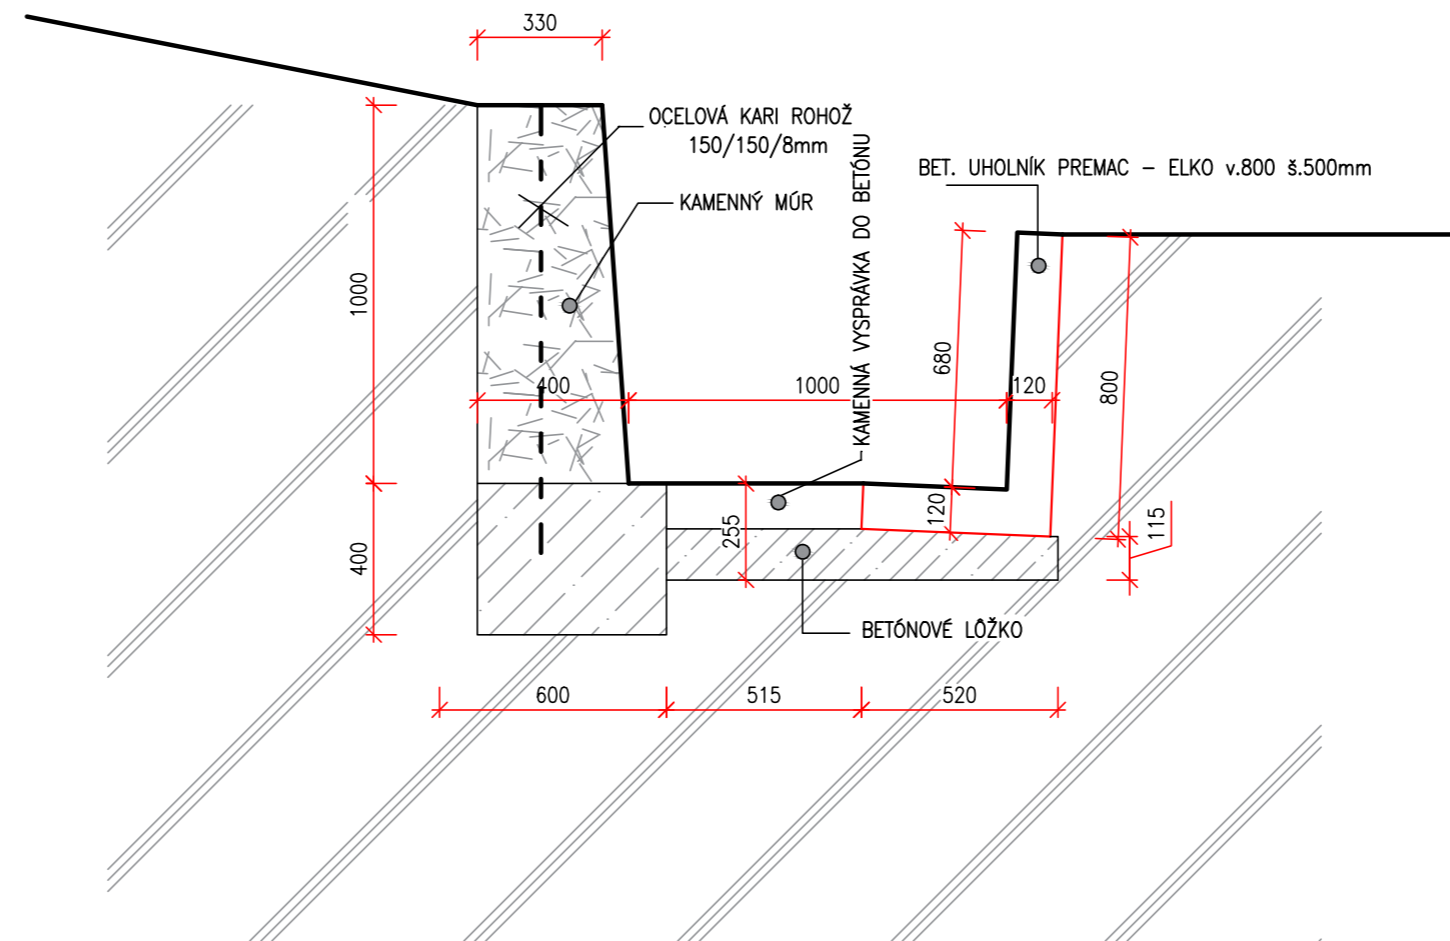 330
OCELOVÁ KARI ROHOŽ
150/150/8mm
KAMENNÝ MÚR
KAMENNÁ VYSPRÁVKA DO BETÓNU
BET. UHOLNÍK PREMAC – ELKO v.800 š.500mm
1000
400
1000
120
680
800
255
120
115
400
BETÓNOVÉ LÔŽKO
600
515
520